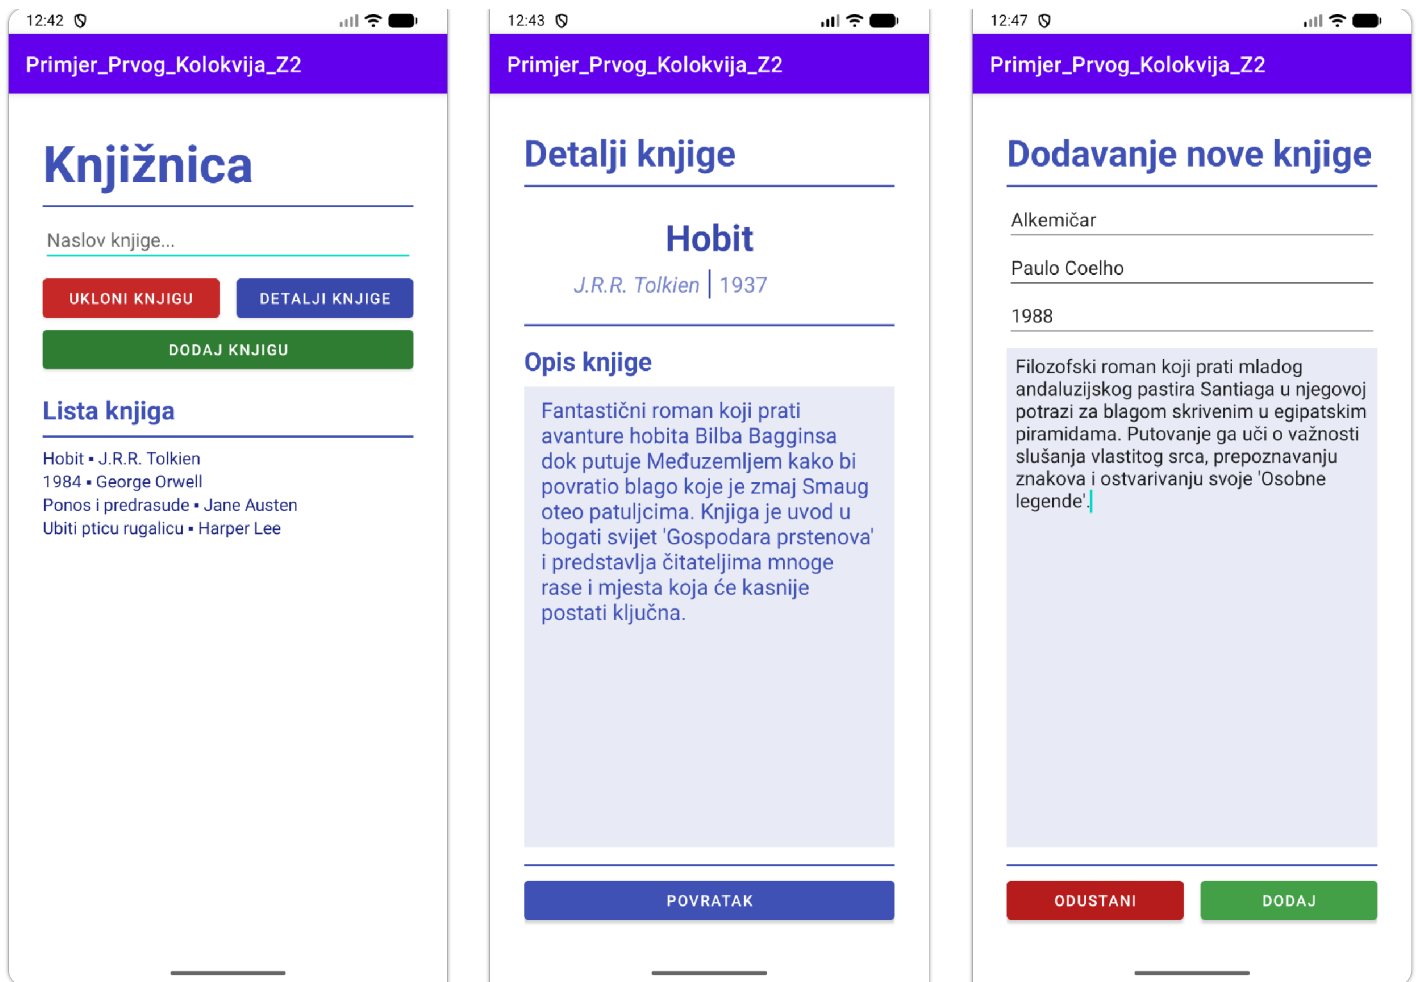 12:42
Primjer_Prvog_Kolokvija_Z2
Knjižnica
Naslov knjige...
UKLONI KNJIGU
DETALJI KNJIGE
DODAJ KNJIGU
Lista knjiga
Hobit ▪ J.R.R. Tolkien
1984 ▪ George Orwell
Ponos i predrasude ▪ Jane Austen
Ubiti pticu rugalicu ▪ Harper Lee
12:43
Primjer_Prvog_Kolokvija_Z2
Detalji knjige
Hobit
J.R.R. Tolkien | 1937
Opis knjige
Fantastični roman koji prati
avanture hobita Bilba Bagginsa
dok putuje Međuzemljem kako bi
povratio blago koje je zmaj Smaug
oteo patuljcima. Knjiga je uvod u
bogati svijet 'Gospodara prstenova'
i predstavlja čitateljima mnoge
rase i mjesta koja će kasnije
postati ključna.
POVRATAK
12:47
Primjer_Prvog_Kolokvija_Z2
Dodavanje nove knjige
Alkemičar
Paulo Coelho
1988
Filozofski roman koji prati mladog
andaluzijskog pastira Santiaga u njegovoj
potrazi za blagom skrivenim u egipatskim
piramidama. Putovanje ga uči o važnosti
slušanja vlastitog srca, prepoznavanju
znakova i ostvarivanju svoje 'Osobne
legende'.
ODUSTANI
DODAJ